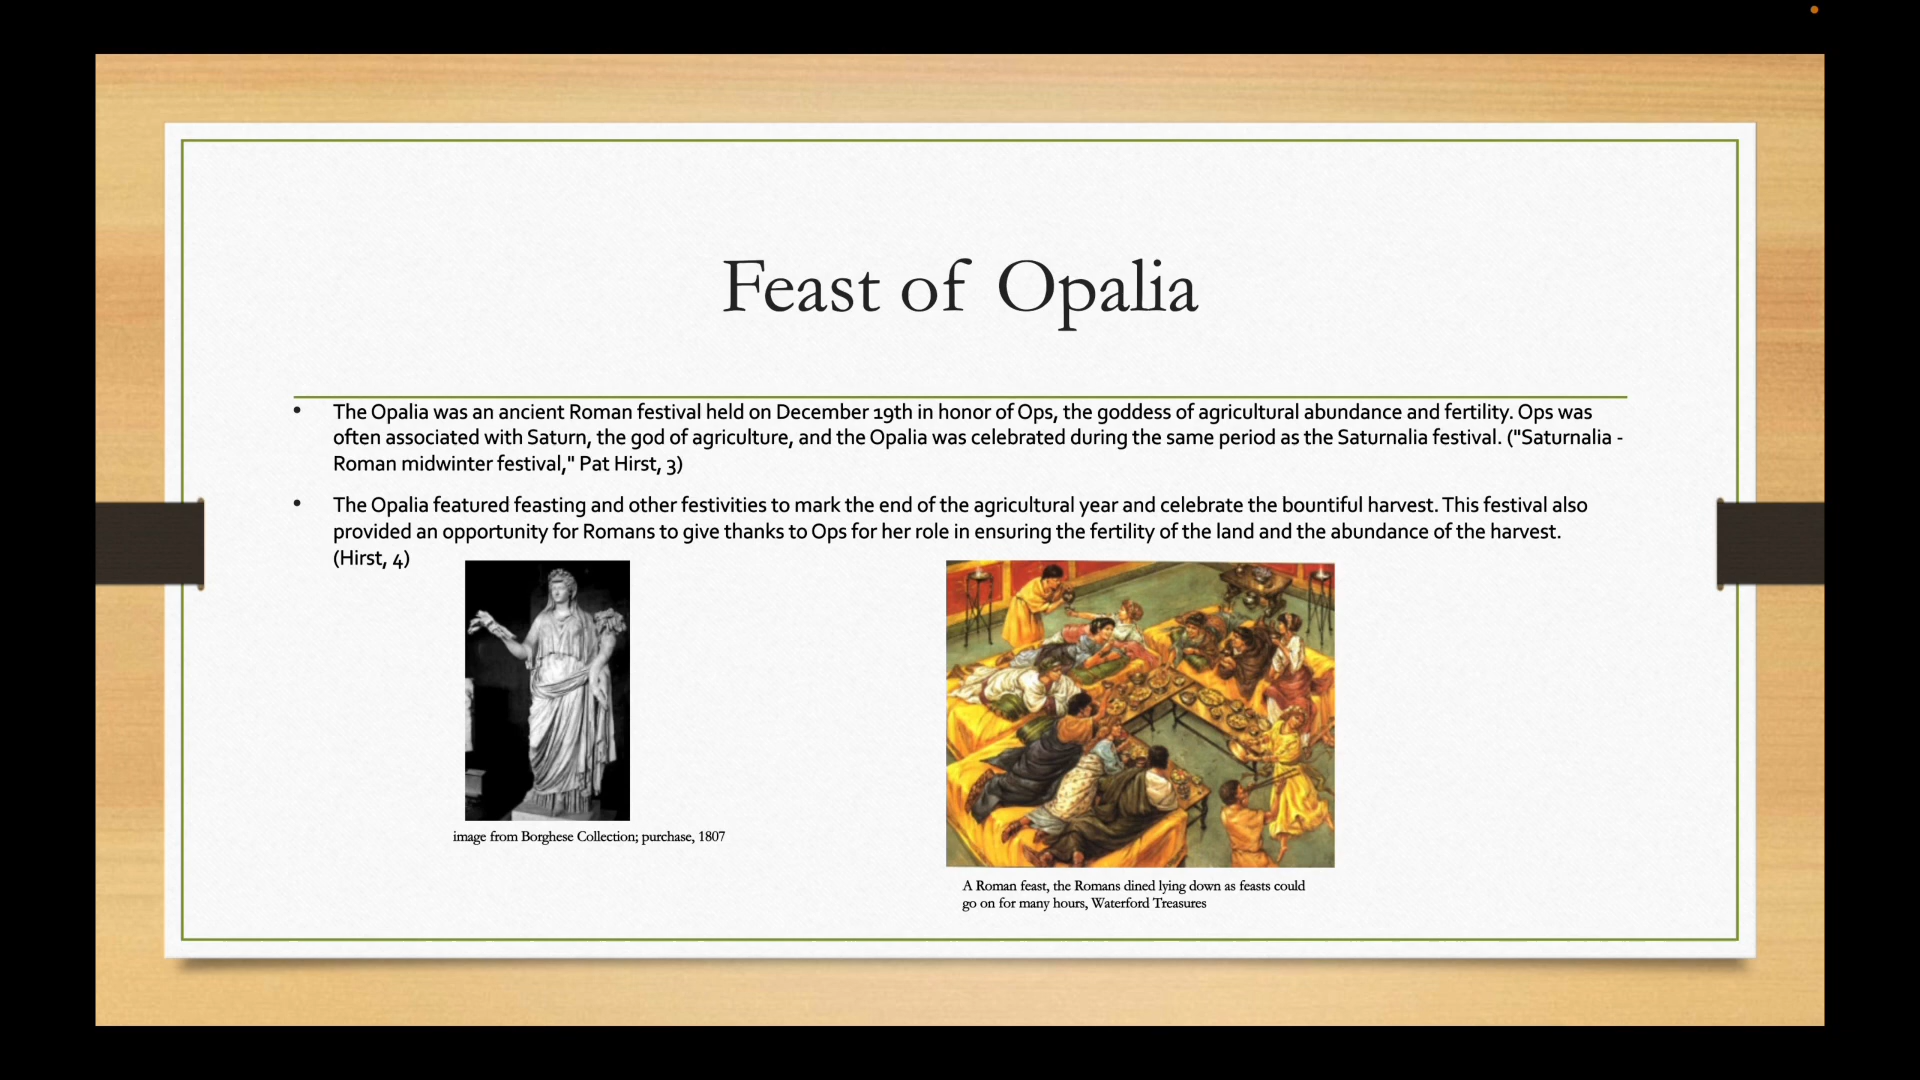 Feast of Opalia
• The Opalia was an ancient Roman festival held on December 19th in honor of Ops, the goddess of agricultural abundance and fertility. Ops was
often associated with Saturn, the god of agriculture, and the Opalia was celebrated during the same period as the Saturnalia festival. ("Saturnalia -
Roman midwinter festival," Pat Hirst, 3)
• The Opalia featured feasting and other festivities to mark the end of the agricultural year and celebrate the bountiful harvest. This festival also
provided an opportunity for Romans to give thanks to Ops for her role in ensuring the fertility of the land and the abundance of the harvest.
(Hirst, 4)
image from Borghese Collection; purchase, 1807
A Roman feast, the Romans dined lying down as feasts could
go on for many hours, Waterford Treasures